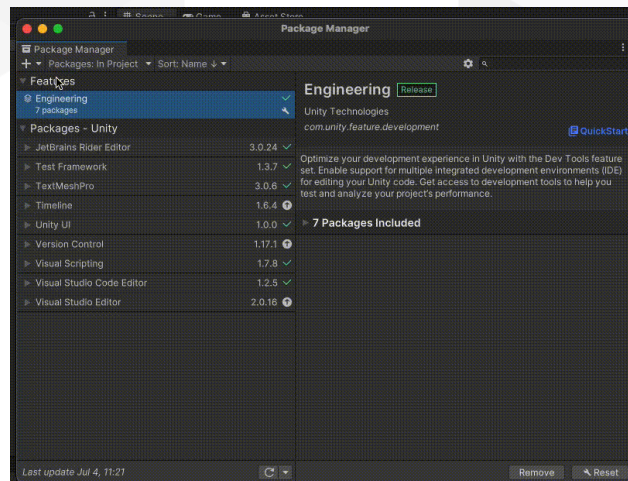 Scene Game Asset Store
Package Manager
Package Manager
+ Packages: In Project Sort: Name ↓
Features
Engineering
7 packages
Packages - Unity
JetBrains Rider Editor 3.0.24
Test Framework 1.3.7
TextMeshPro 3.0.6
Timeline 1.6.4
Unity UI 1.0.0
Version Control 1.17.1
Visual Scripting 1.7.8
Visual Studio Code Editor 1.2.5
Visual Studio Editor 2.0.16
Last update Jul 4, 11:21
Engineering Release
Unity Technologies
com.unity.feature.development
QuickStart
Optimize your development experience in Unity with the Dev Tools feature
set. Enable support for multiple integrated development environments (IDE)
for editing your Unity code. Get access to development tools to help you
test and analyze your project's performance.
7 Packages Included
Remove Reset